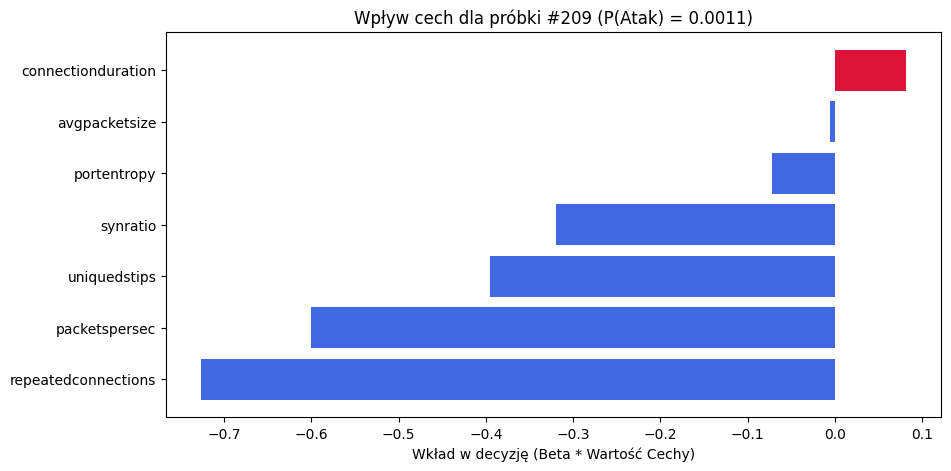 Wpływ cech dla próbki #209 (P(Atak) = 0.0011)
connectionduration
avgpacketsize
portentropy
synratio
uniquedstips
packetspersec
repeatedconnections
−0.7 −0.6 −0.5 −0.4 −0.3 −0.2 −0.1 0.0 0.1
Wkład w decyzję (Beta * Wartość Cechy)